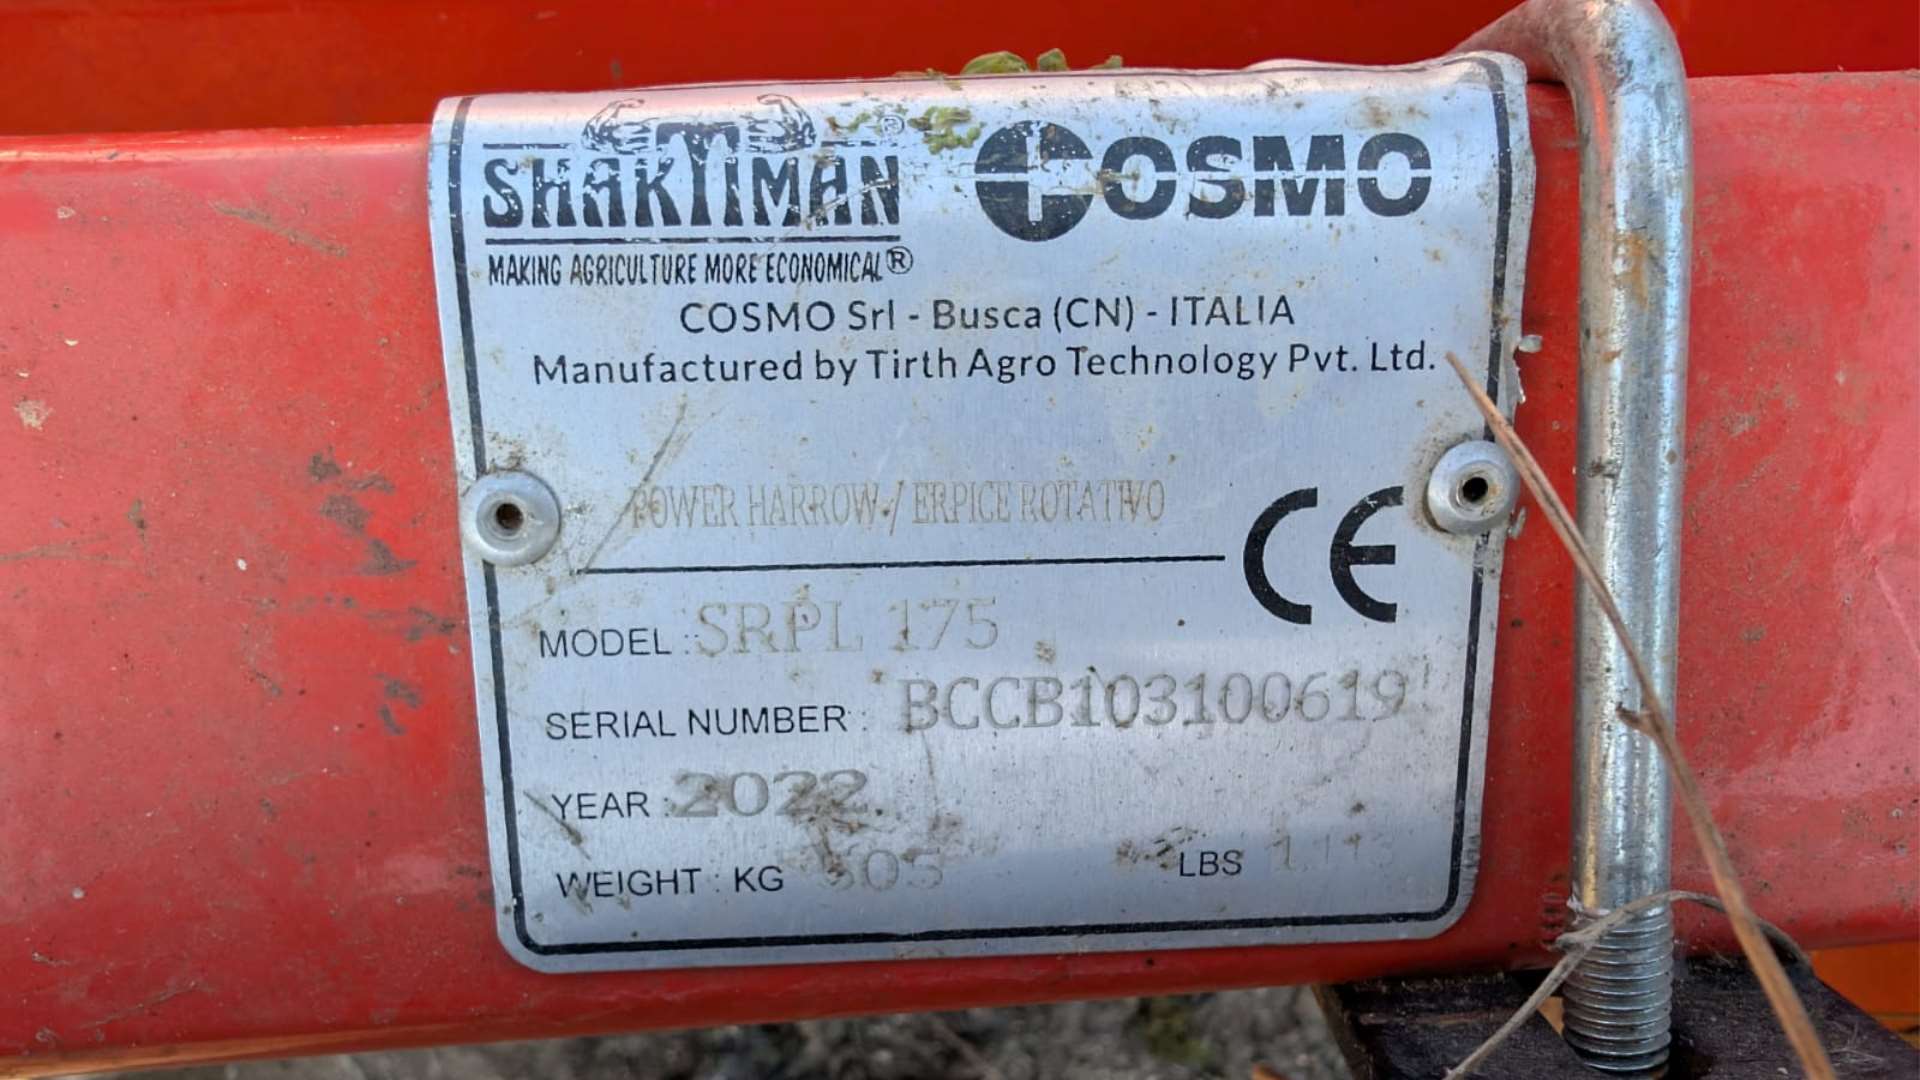 SHAKTIMAN® COSMO
MAKING AGRICULTURE MORE ECONOMICAL®
COSMO Srl - Busca (CN) - ITALIA
Manufactured by Tirth Agro Technology Pvt. Ltd.
POWER HARROW / ERPICE ROTATIVO
CE
MODEL : SRPL 175
SERIAL NUMBER : BCCB103100619
YEAR : 2022
WEIGHT : KG LBS